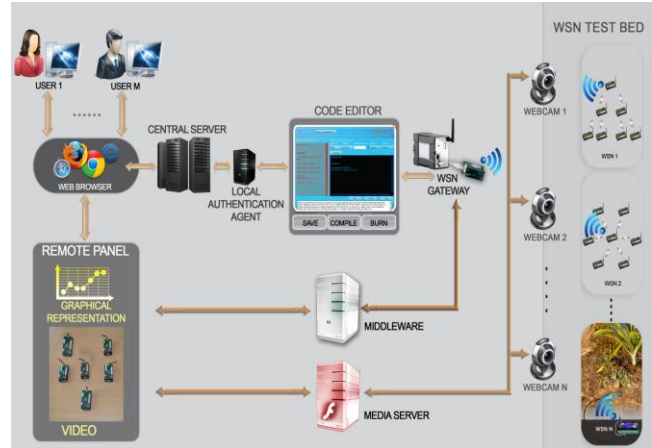 WSN TEST BED
USER 1
USER M
......
CODE EDITOR
CENTRAL SERVER
WEBCAM 1
WSN 1
WEB BROWSER
LOCAL
AUTHENTICATION
AGENT
WSN
GATEWAY
SAVE
COMPILE
BURN
WEBCAM 2
WSN 2
REMOTE PANEL
GRAPHICAL
REPRESENTATION
MIDDLEWARE
WEBCAM N
VIDEO
MEDIA SERVER
WSN N